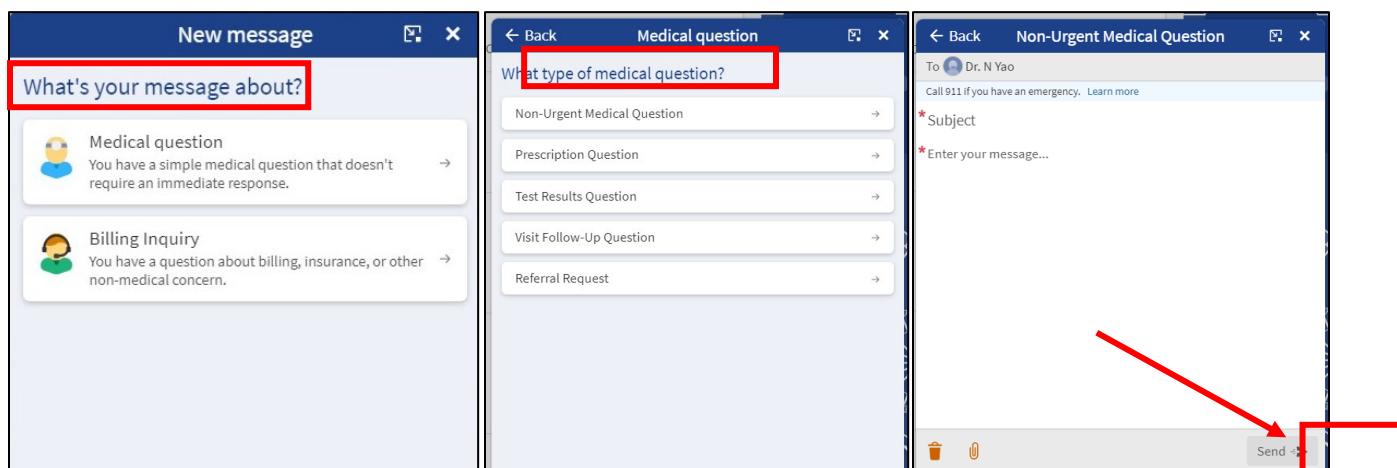 New message
What's your message about?
Medical question
You have a simple medical question that doesn't
require an immediate response.
Billing Inquiry
You have a question about billing, insurance, or other
non-medical concern.
Back
Medical question
What type of medical question?
Non-Urgent Medical Question
Prescription Question
Test Results Question
Visit Follow-Up Question
Referral Request
Back
Non-Urgent Medical Question
To Dr. N Yao
Call 911 if you have an emergency. Learn more
*Subject
*Enter your message...
Send